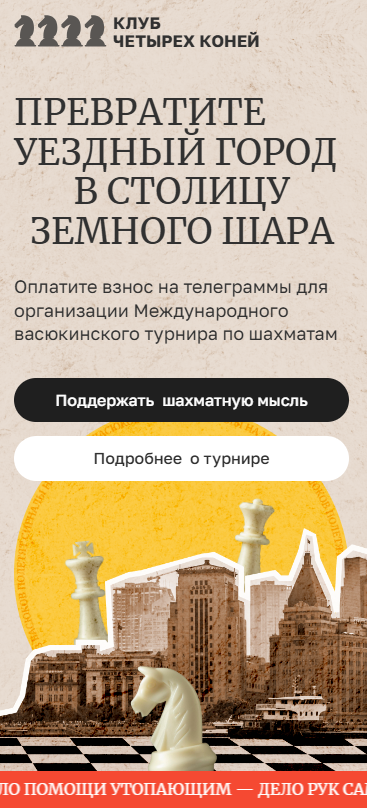 КЛУБ
ЧЕТЫРЕХ КОНЕЙ
ПРЕВРАТИТЕ
УЕЗДНЫЙ ГОРОД
В СТОЛИЦУ
ЗЕМНОГО ШАРА
Оплатите взнос на телеграммы для
организации Международного
васюкинского турнира по шахматам
Поддержать шахматную мысль
Подробнее о турнире
ЛО ПОМОЩИ УТОПАЮЩИМ — ДЕЛО РУК САМ